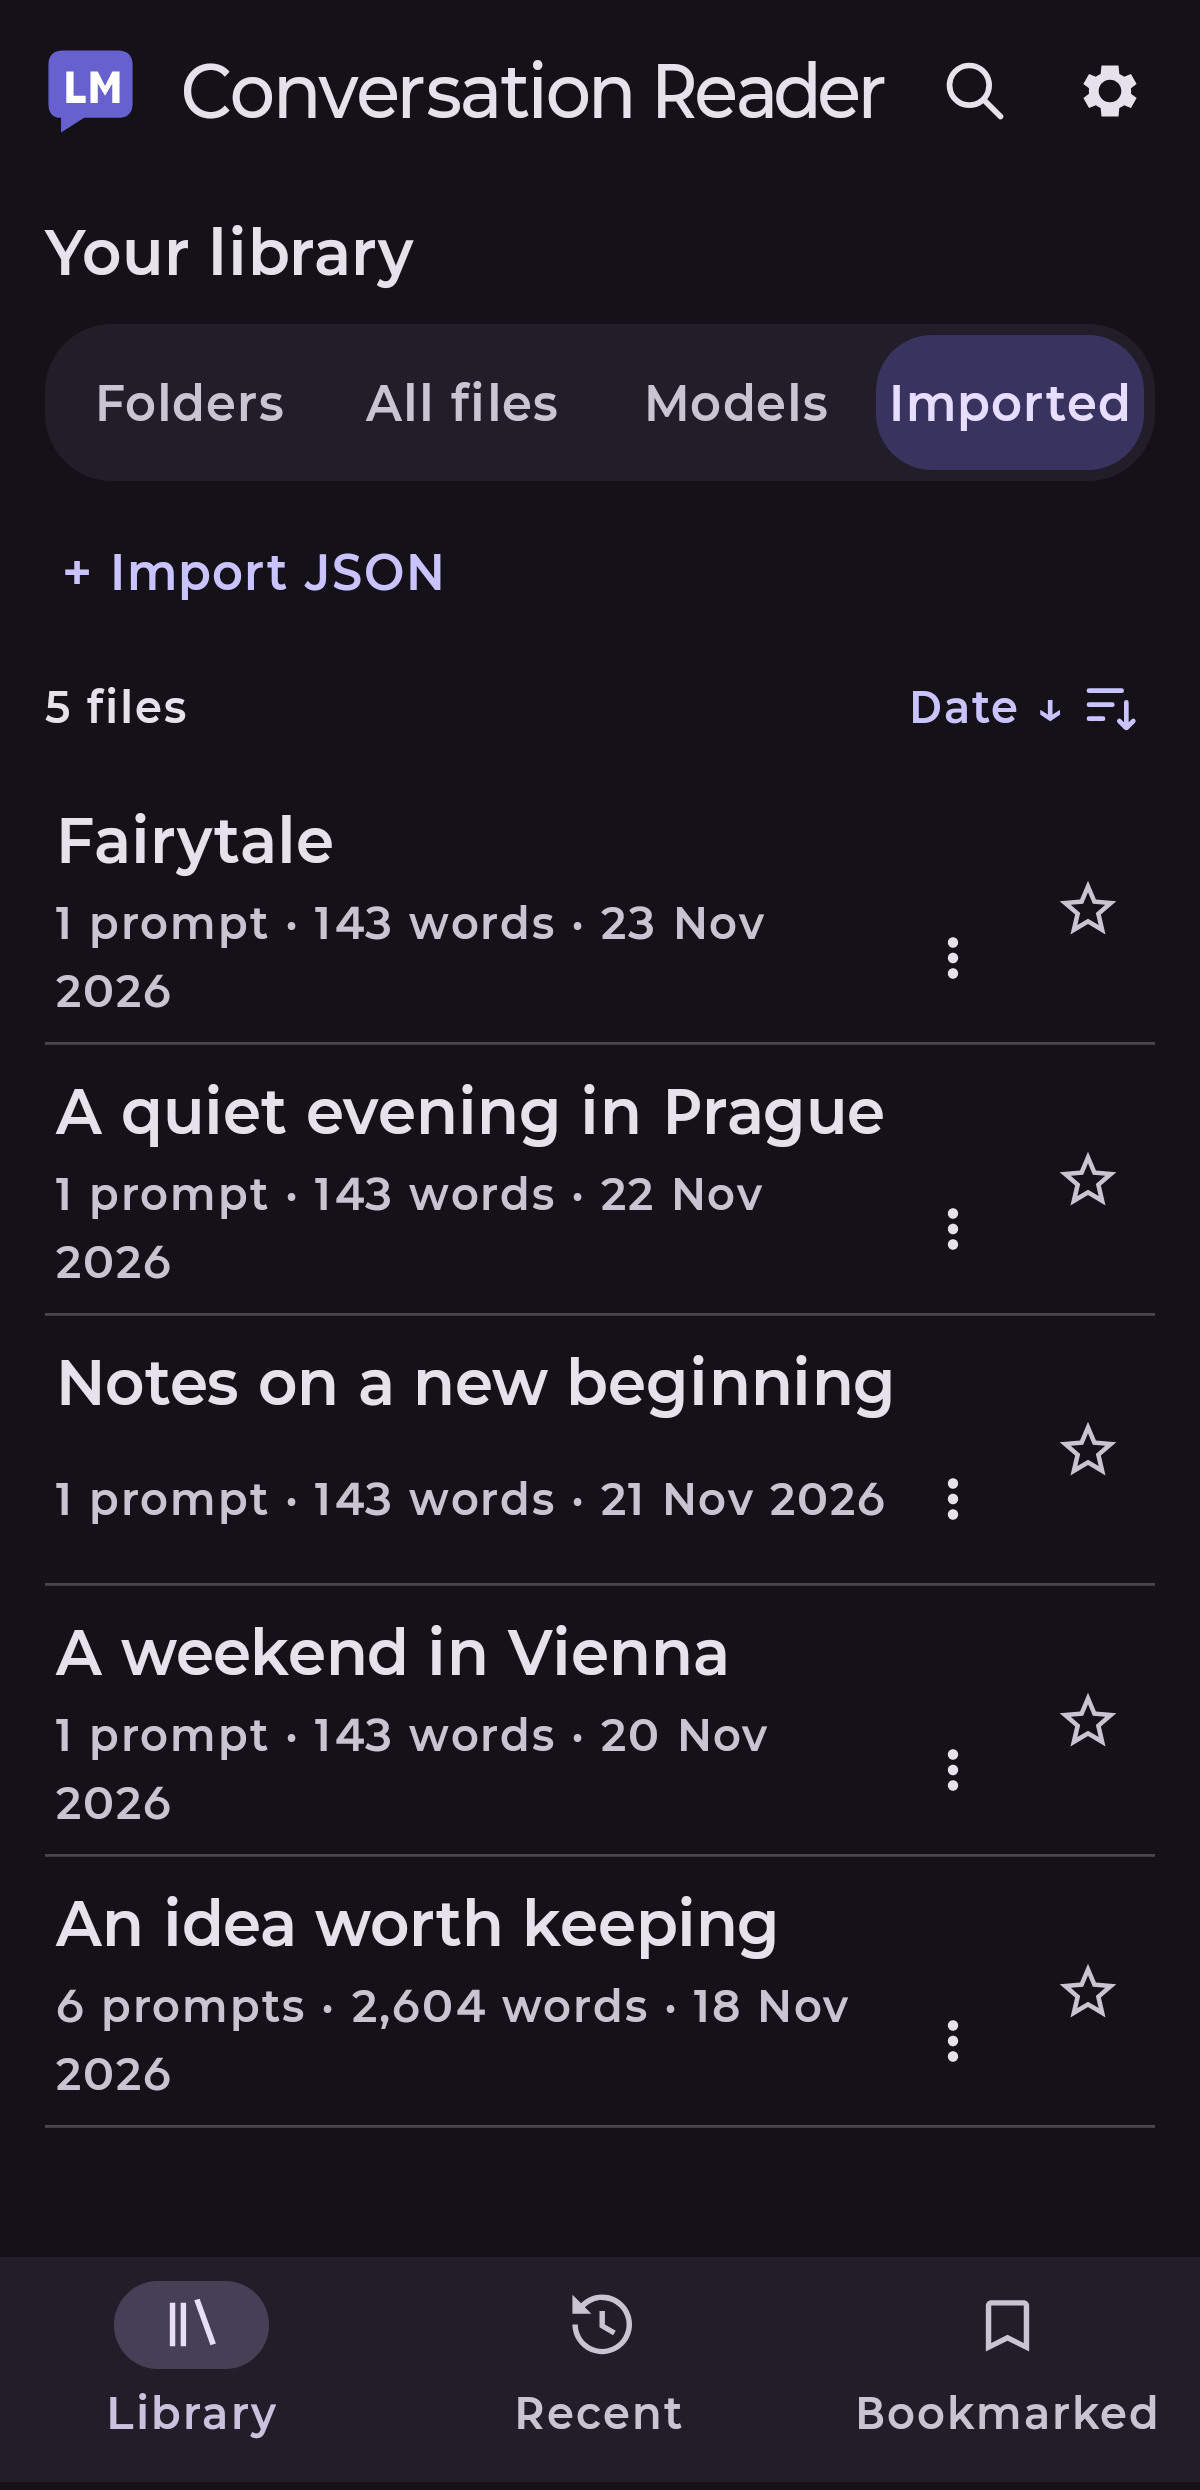 LM Conversation Reader
Your library
Folders All files Models Imported
+ Import JSON
5 files Date ↓
Fairytale
1 prompt · 143 words · 23 Nov
2026
A quiet evening in Prague
1 prompt · 143 words · 22 Nov
2026
Notes on a new beginning
1 prompt · 143 words · 21 Nov 2026
A weekend in Vienna
1 prompt · 143 words · 20 Nov
2026
An idea worth keeping
6 prompts · 2,604 words · 18 Nov
2026
Library Recent Bookmarked